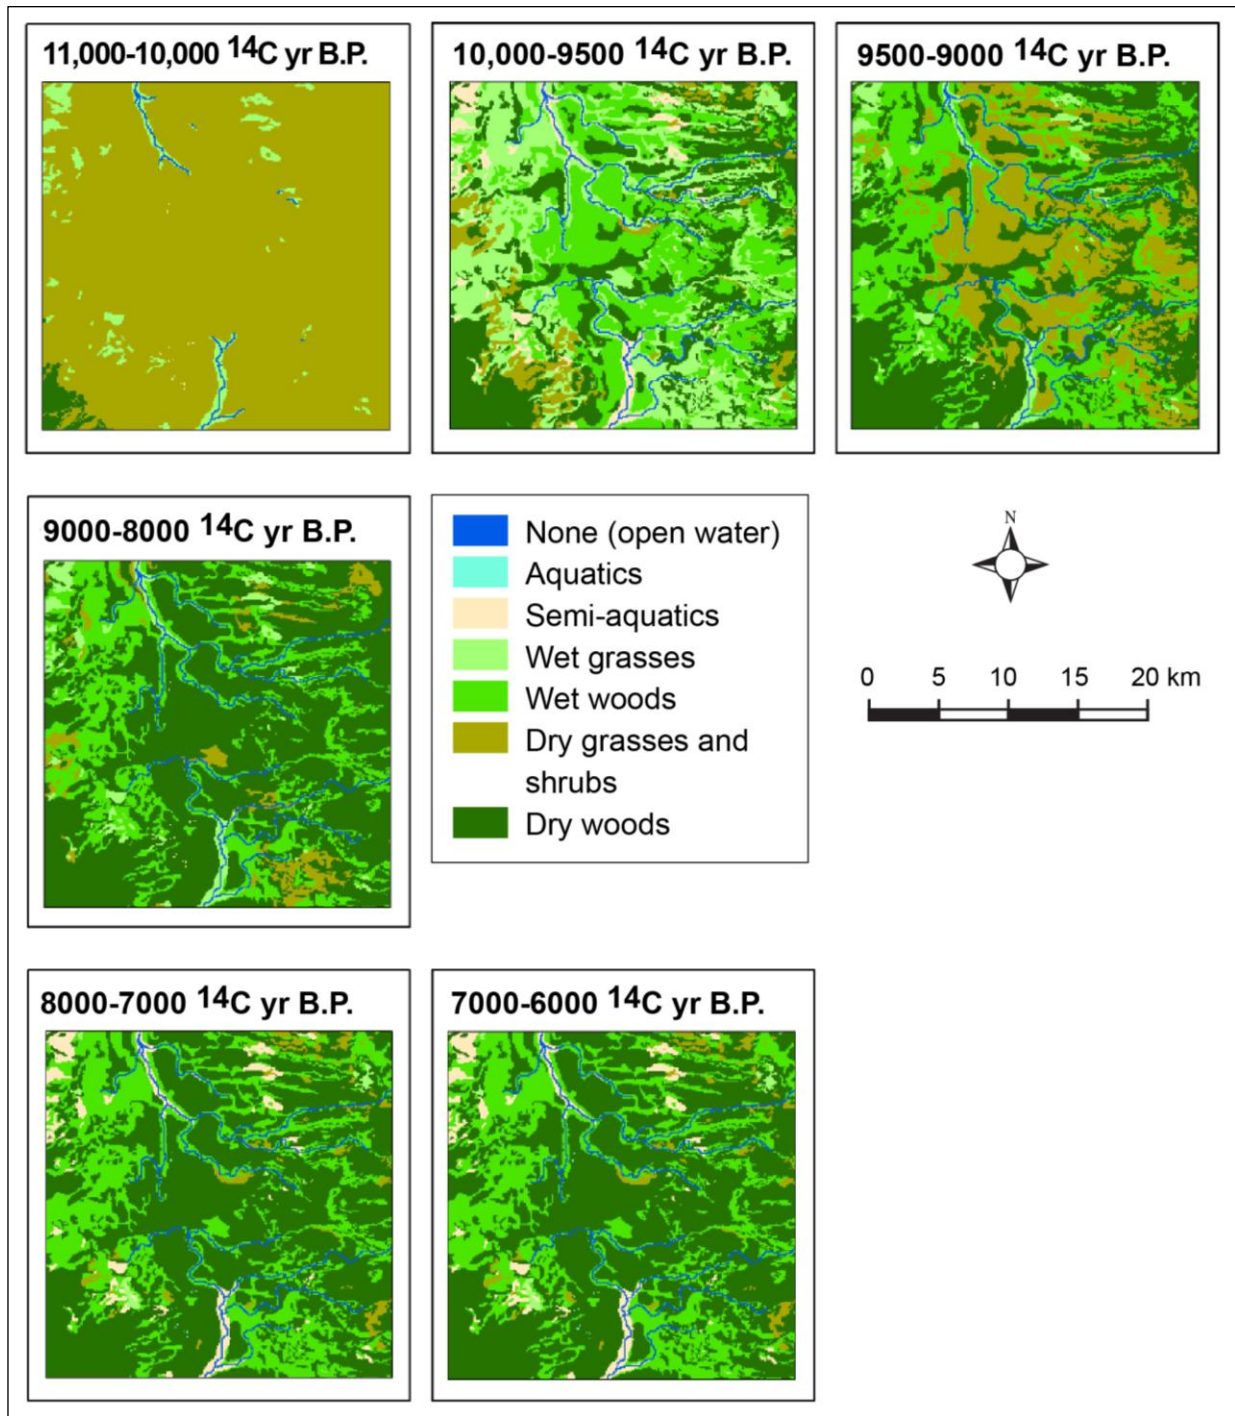 11,000-10,000 14C yr B.P.
10,000-9500 14C yr B.P.
9500-9000 14C yr B.P.
9000-8000 14C yr B.P.
None (open water)
Aquatics
Semi-aquatics
Wet grasses
Wet woods
Dry grasses and
shrubs
Dry woods
N
0 5 10 15 20 km
8000-7000 14C yr B.P.
7000-6000 14C yr B.P.